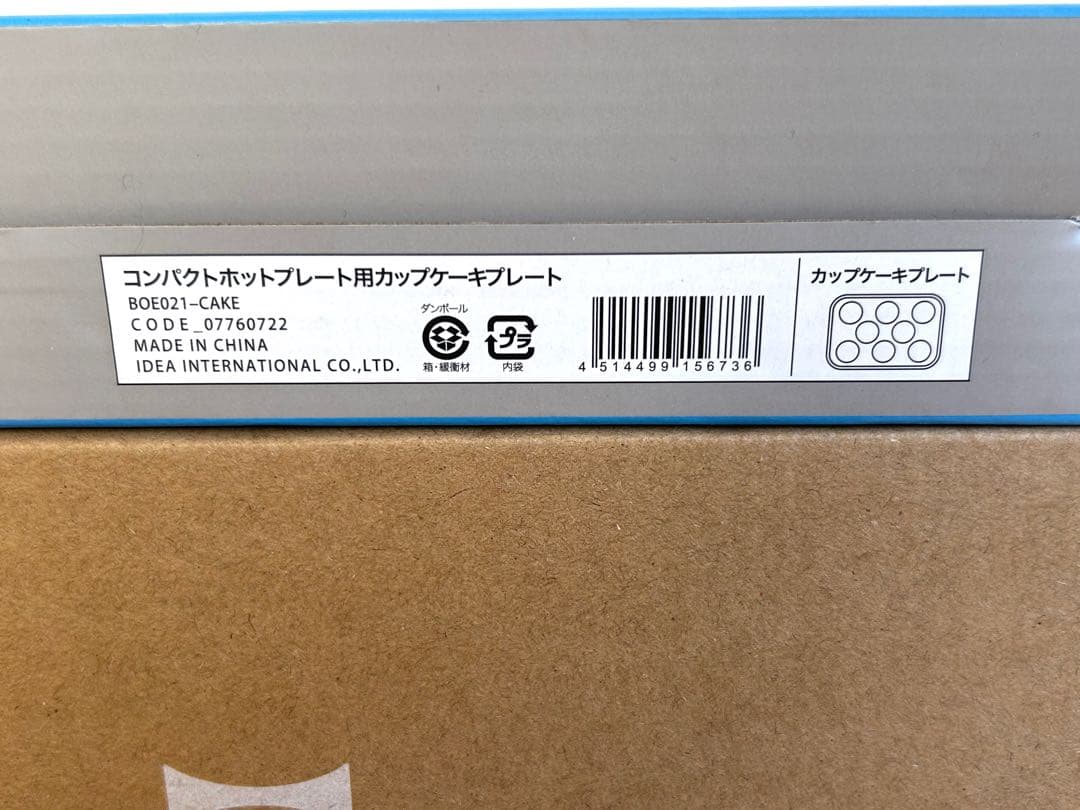 コンパクトホットプレート用カップケーキプレート
BOE021-CAKE
CODE_07760722
MADE IN CHINA
IDEA INTERNATIONAL CO.,LTD.
ダンボール
箱・緩衝材
プラ
内袋
4 514499 156736
カップケーキプレート